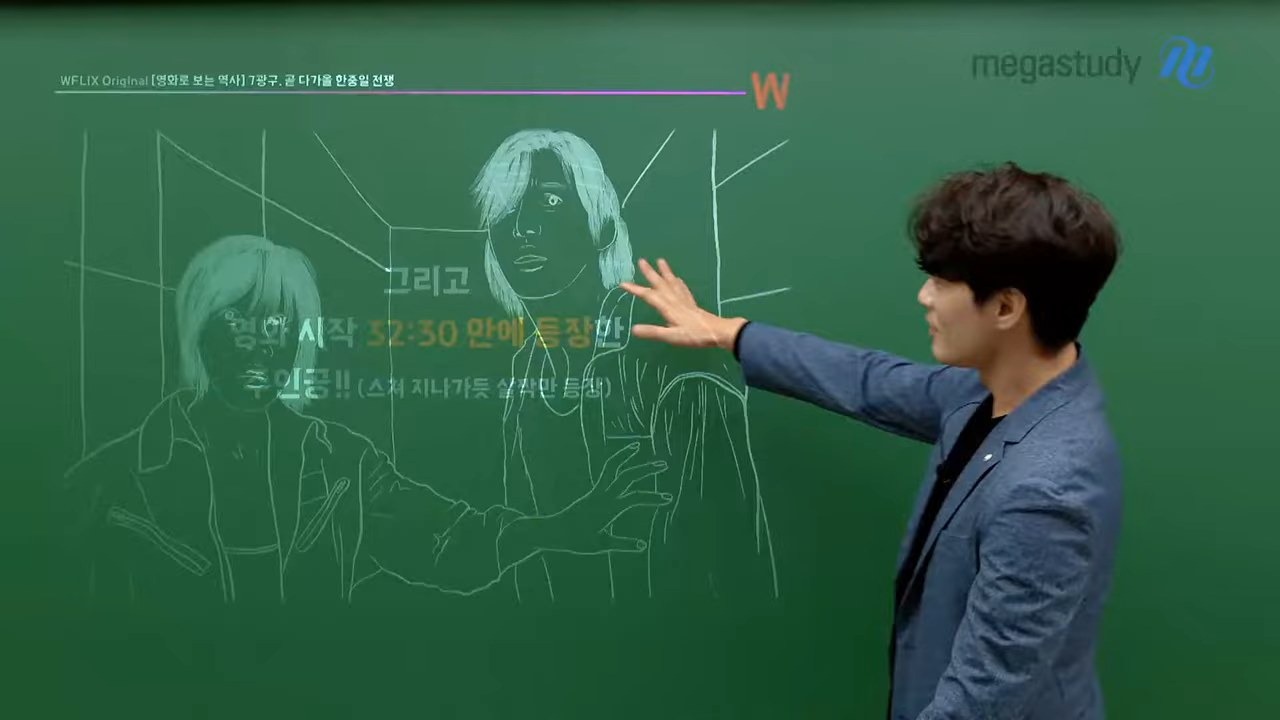 WFLIX Original [영화로 보는 역사] 7광구. 곧 다가올 한중일 전쟁
W
megastudy
그리고
영화 시작 32:30 만에 등장한
주인공!! (스쳐 지나가듯 살짝만 등장)